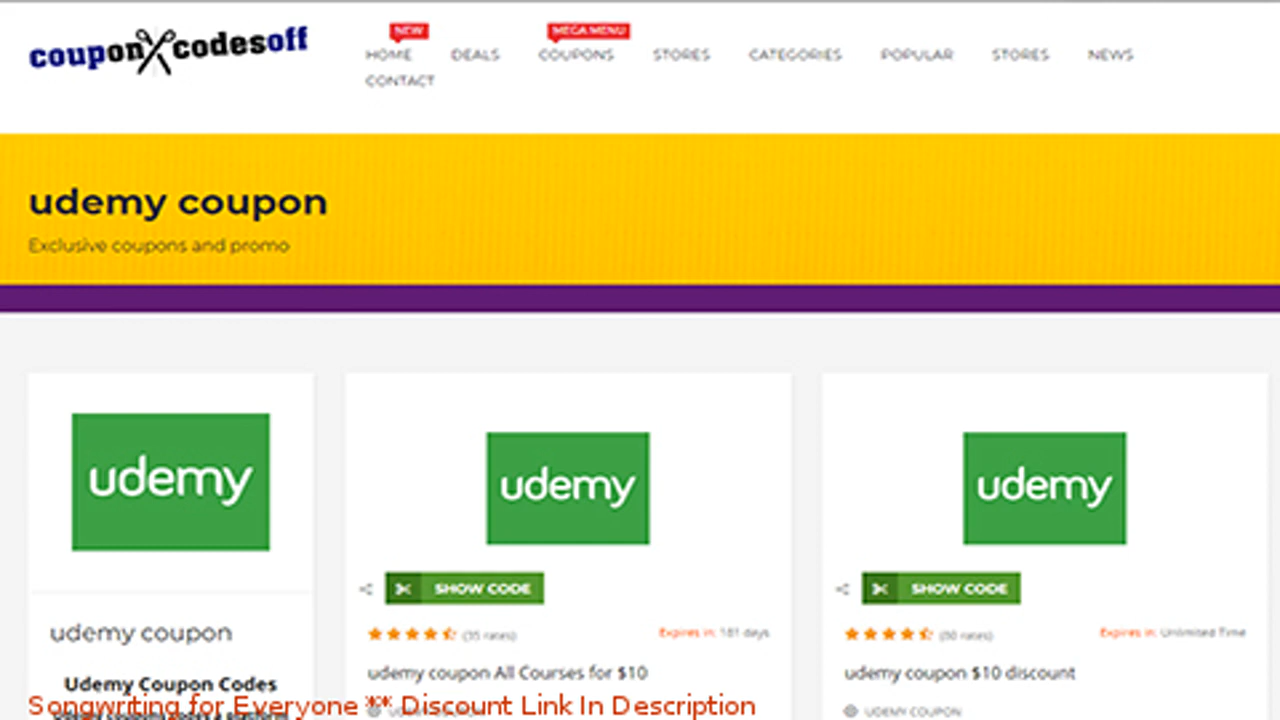 coupon codesoff
NEW
MEGA MENU
HOME DEALS COUPONS STORES CATEGORIES POPULAR STORES NEWS
CONTACT
udemy coupon
Exclusive coupons and promo
udemy
udemy
udemy
SHOW CODE
SHOW CODE
(35 rates)
Expires in: 181 days
Expires in: Unlimited Time
udemy coupon
udemy coupon All Courses for $10
udemy coupon $10 discount
Udemy Coupon Codes
Songwriting for Everyone ** Discount Link In Description
UDEMY COUPON